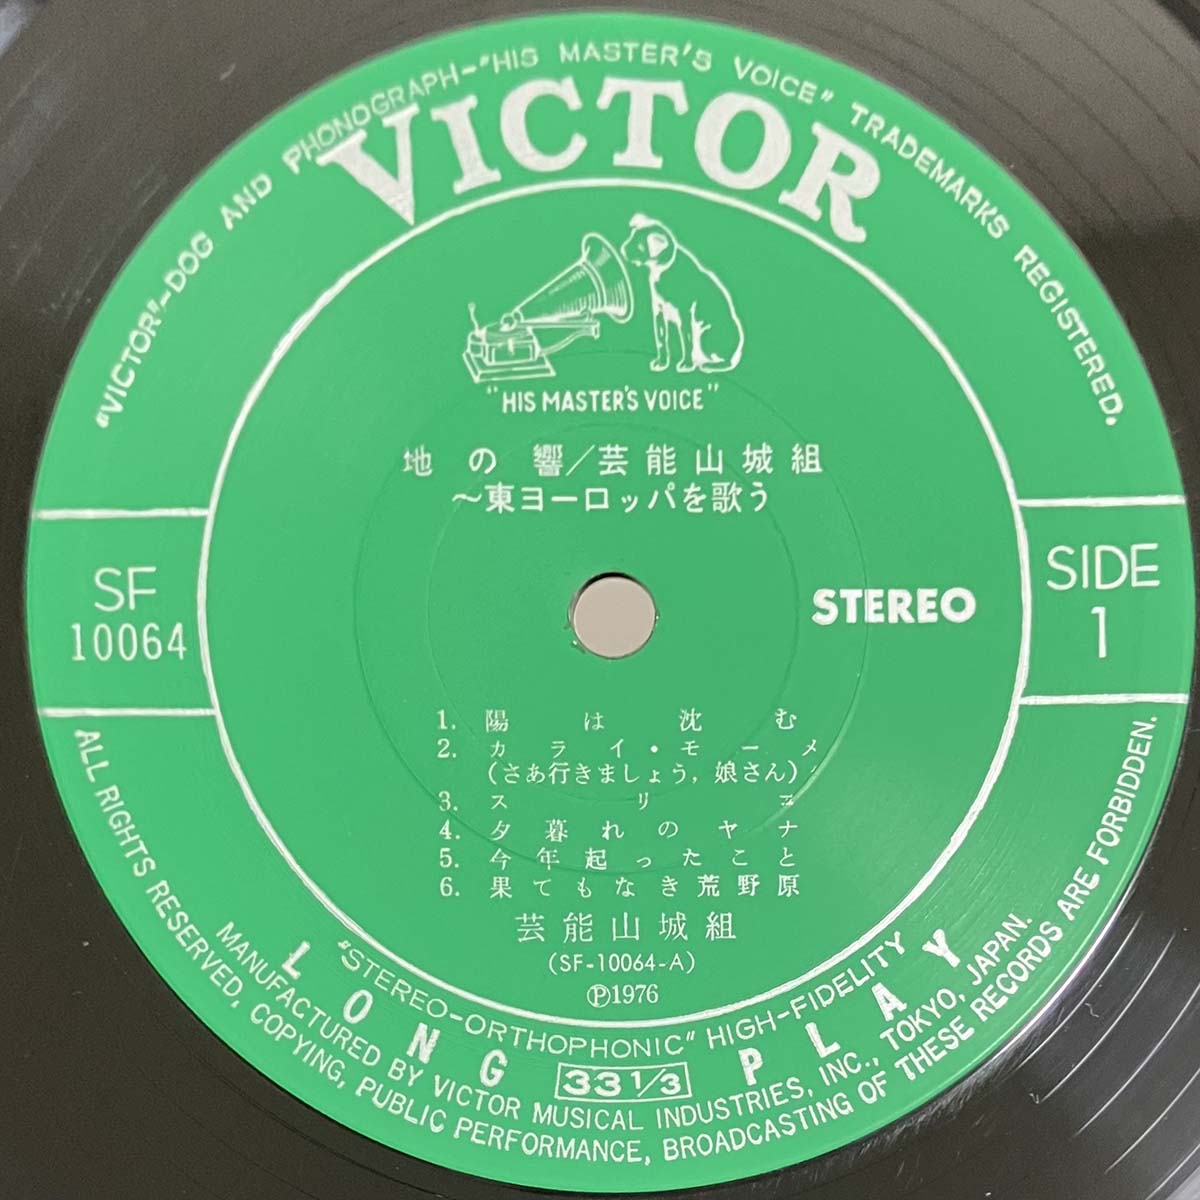 "VICTOR"-DOG AND PHONOGRAPH-"HIS MASTER'S VOICE" TRADEMARKS REGISTERED.
VICTOR
"HIS MASTER'S VOICE"
地の響/芸能山城組
～東ヨーロッパを歌う
SF
10064
STEREO
SIDE
1
1. 陽は沈む
2. カライ・モーメ
(さあ行きましょう, 娘さん)
3. スリコ
4. 夕暮れのヤナ
5. 今年起ったこと
6. 果てもなき荒野原
芸能山城組
(SF-10064-A)
Ⓟ1976
"STEREO-ORTHOPHONIC" HIGH-FIDELITY
LONG 33 1/3 PLAY
MANUFACTURED BY VICTOR MUSICAL INDUSTRIES, INC., TOKYO, JAPAN.
ALL RIGHTS RESERVED, COPYING, PUBLIC PERFORMANCE, BROADCASTING OF THESE RECORDS ARE FORBIDDEN.